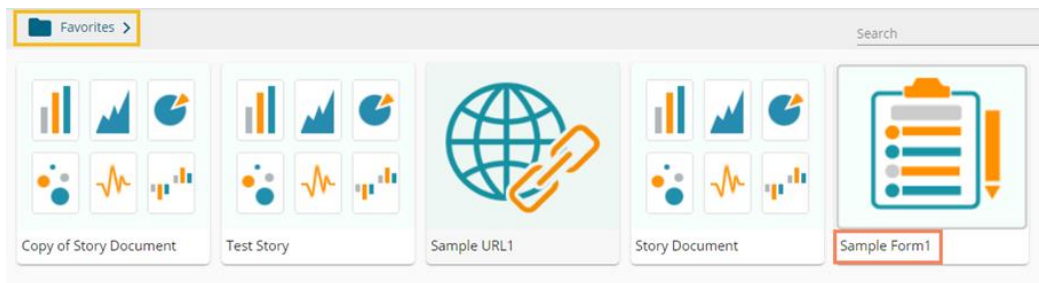 Favorites
Search
Copy of Story Document
Test Story
Sample URL1
Story Document
Sample Form1